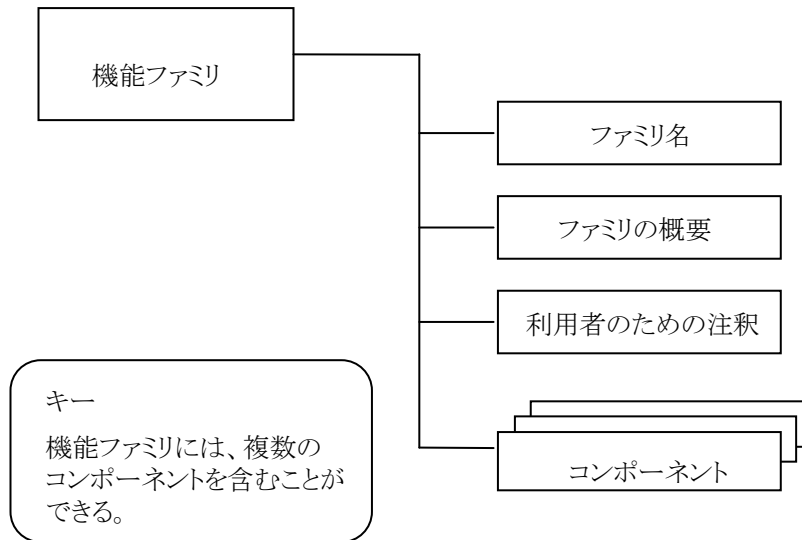 機能ファミリ
ファミリ名
ファミリの概要
利用者のための注釈
コンポーネント
キー
機能ファミリには、複数の
コンポーネントを含むことが
できる。